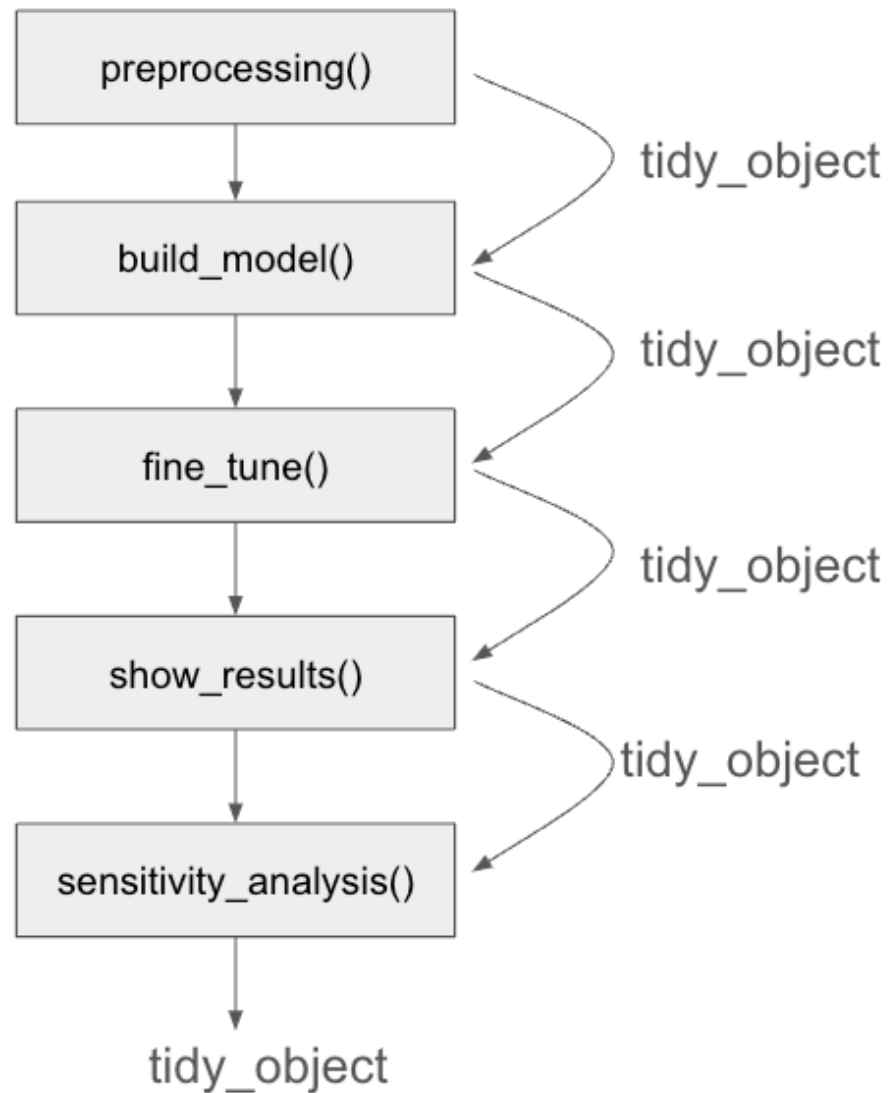 preprocessing()
tidy_object
build_model()
tidy_object
fine_tune()
tidy_object
show_results()
tidy_object
sensitivity_analysis()
tidy_object